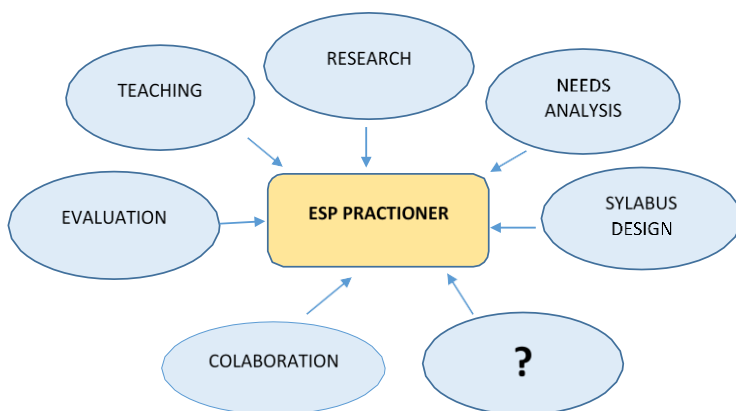 RESEARCH
TEACHING
NEEDS
ANALYSIS
EVALUATION
ESP PRACTIONER
SYLABUS
DESIGN
COLABORATION
?